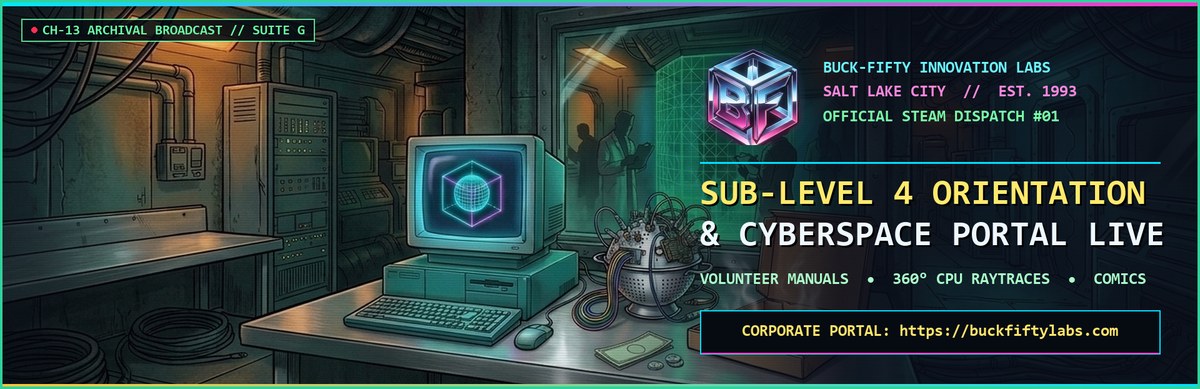 CH-13 ARCHIVAL BROADCAST // SUITE G
BF
BUCK-FIFTY INNOVATION LABS
SALT LAKE CITY // EST. 1993
OFFICIAL STEAM DISPATCH #01
SUB-LEVEL 4 ORIENTATION
& CYBERSPACE PORTAL LIVE
VOLUNTEER MANUALS • 360° CPU RAYTRACES • COMICS
CORPORATE PORTAL: https://buckfiftylabs.com